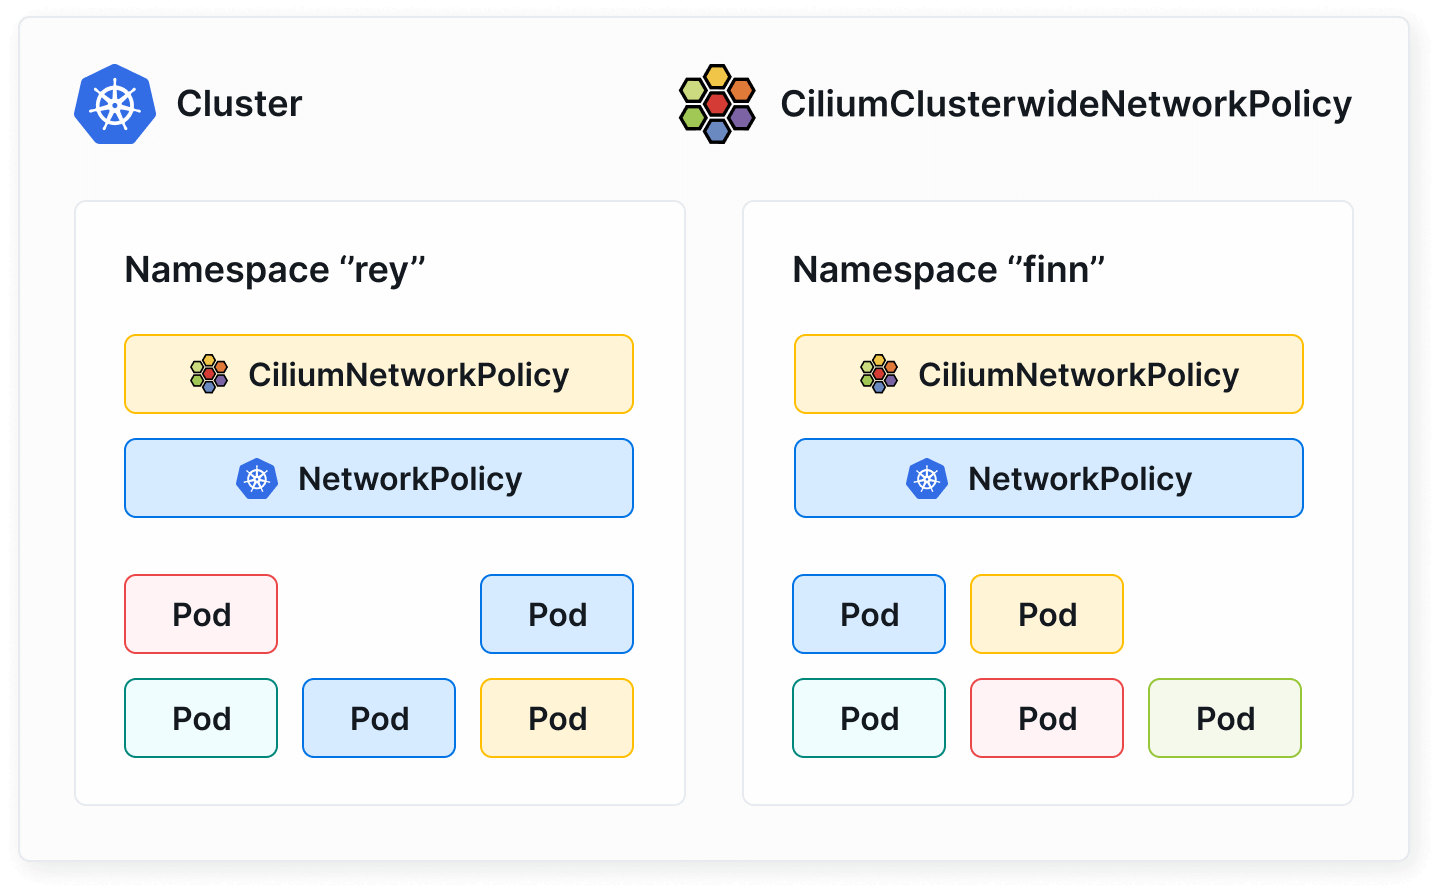 Cluster
CiliumClusterwideNetworkPolicy
Namespace ‘’rey’’
CiliumNetworkPolicy
NetworkPolicy
Pod
Pod
Pod
Pod
Pod
Namespace ‘’finn’’
CiliumNetworkPolicy
NetworkPolicy
Pod
Pod
Pod
Pod
Pod